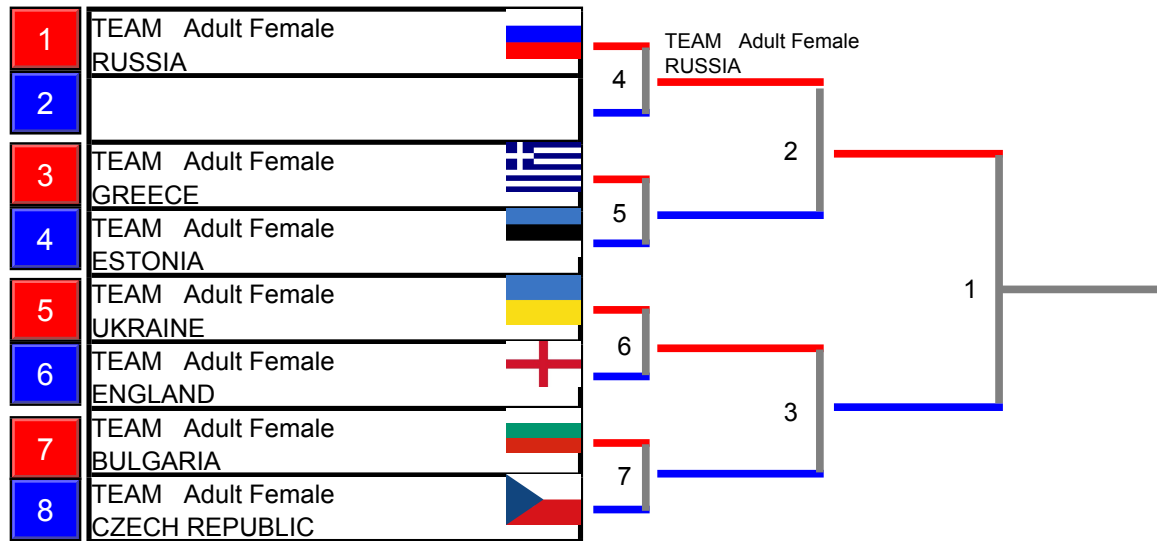 1
TEAM Adult Female
RUSSIA
2
3
TEAM Adult Female
GREECE
4
TEAM Adult Female
ESTONIA
5
TEAM Adult Female
UKRAINE
6
TEAM Adult Female
ENGLAND
7
TEAM Adult Female
BULGARIA
8
TEAM Adult Female
CZECH REPUBLIC
4
5
6
7
TEAM Adult Female
RUSSIA
2
3
1